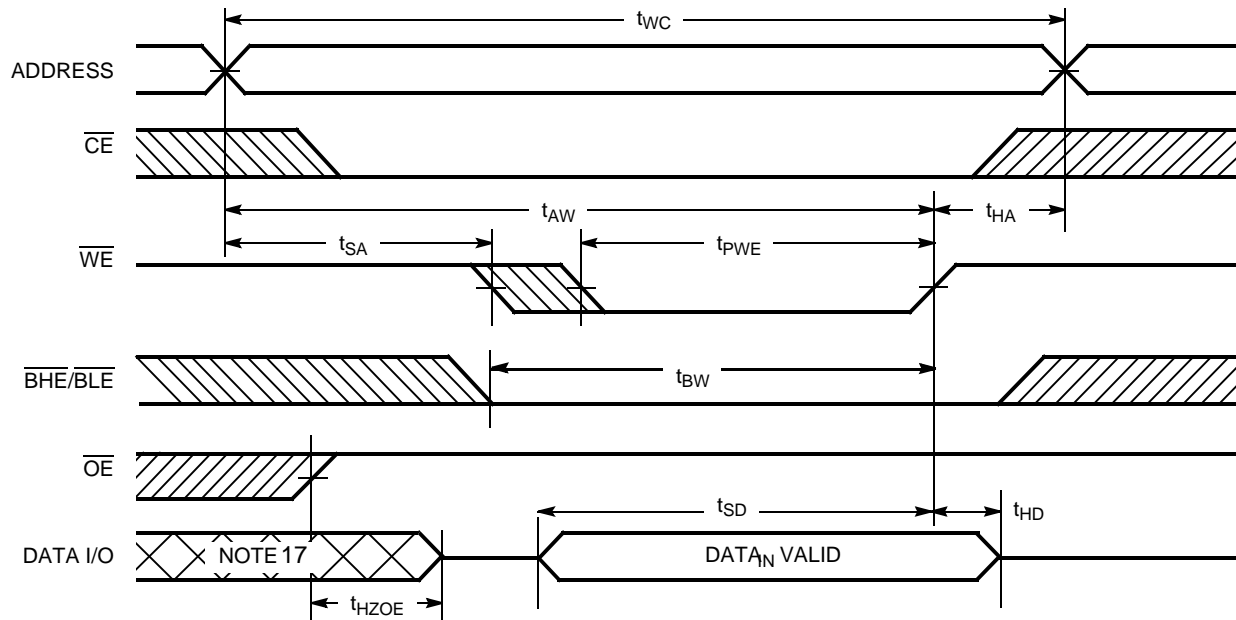 tWC
ADDRESS
CE
tAW
tHA
tSA
tPWE
WE
tBW
BHE/BLE
OE
tSD
tHD
DATA I/O
NOTE 17
DATAIN VALID
tHZOE